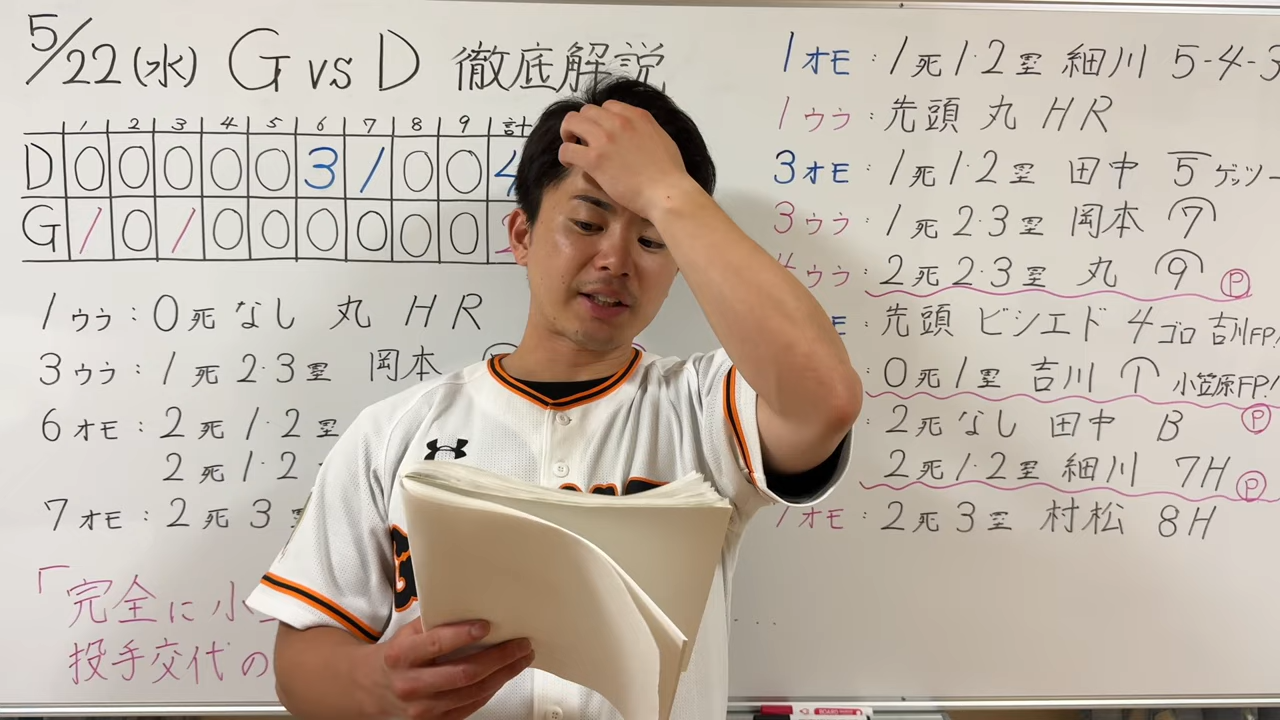 5/22(水) G vs D 徹底解説
1 2 3 4 5 6 7 8 9 計
D 0 0 0 0 0 3 1 0 0 4
G 1 0 1 0 0 0 0 0 0 2
1ウラ:0死なし 丸 HR
3ウラ:1死2・3塁 岡本
6オモ:2死1・2塁
2死1・2
7オモ:2死3塁
「完全に小
投手交代の
1オモ:1死1・2塁 細川 5-4-3
1ウラ:先頭 丸 HR
3オモ:1死1・2塁 田中 5ゲッツー
3ウラ:1死2・3塁 岡本 7
4ウラ:2死2・3塁 丸 9 P
先頭 ビシエド 4ゴロ 吉川FP!
:0死1塁 吉川 1 小笠原FP! P
:2死なし 田中 B
2死1・2塁 細川 7H P
7オモ:2死3塁 村松 8H